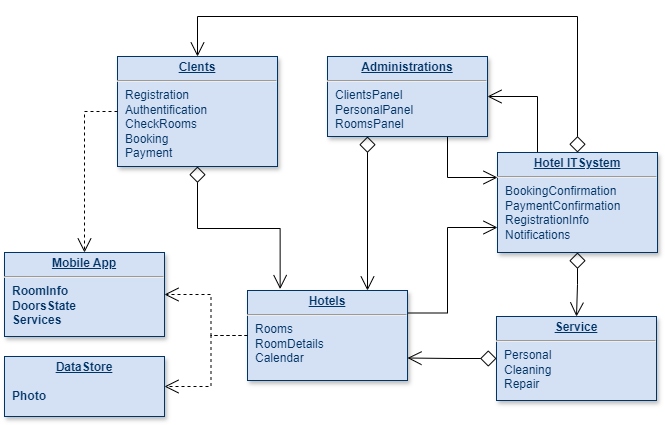 Clents
Registration
Authentification
CheckRooms
Booking
Payment
Administrations
ClientsPanel
PersonalPanel
RoomsPanel
Hotel ITSystem
BookingConfirmation
PaymentConfirmation
RegistrationInfo
Notifications
Mobile App
RoomInfo
DoorsState
Services
Hotels
Rooms
RoomDetails
Calendar
Service
Personal
Cleaning
Repair
DataStore
Photo